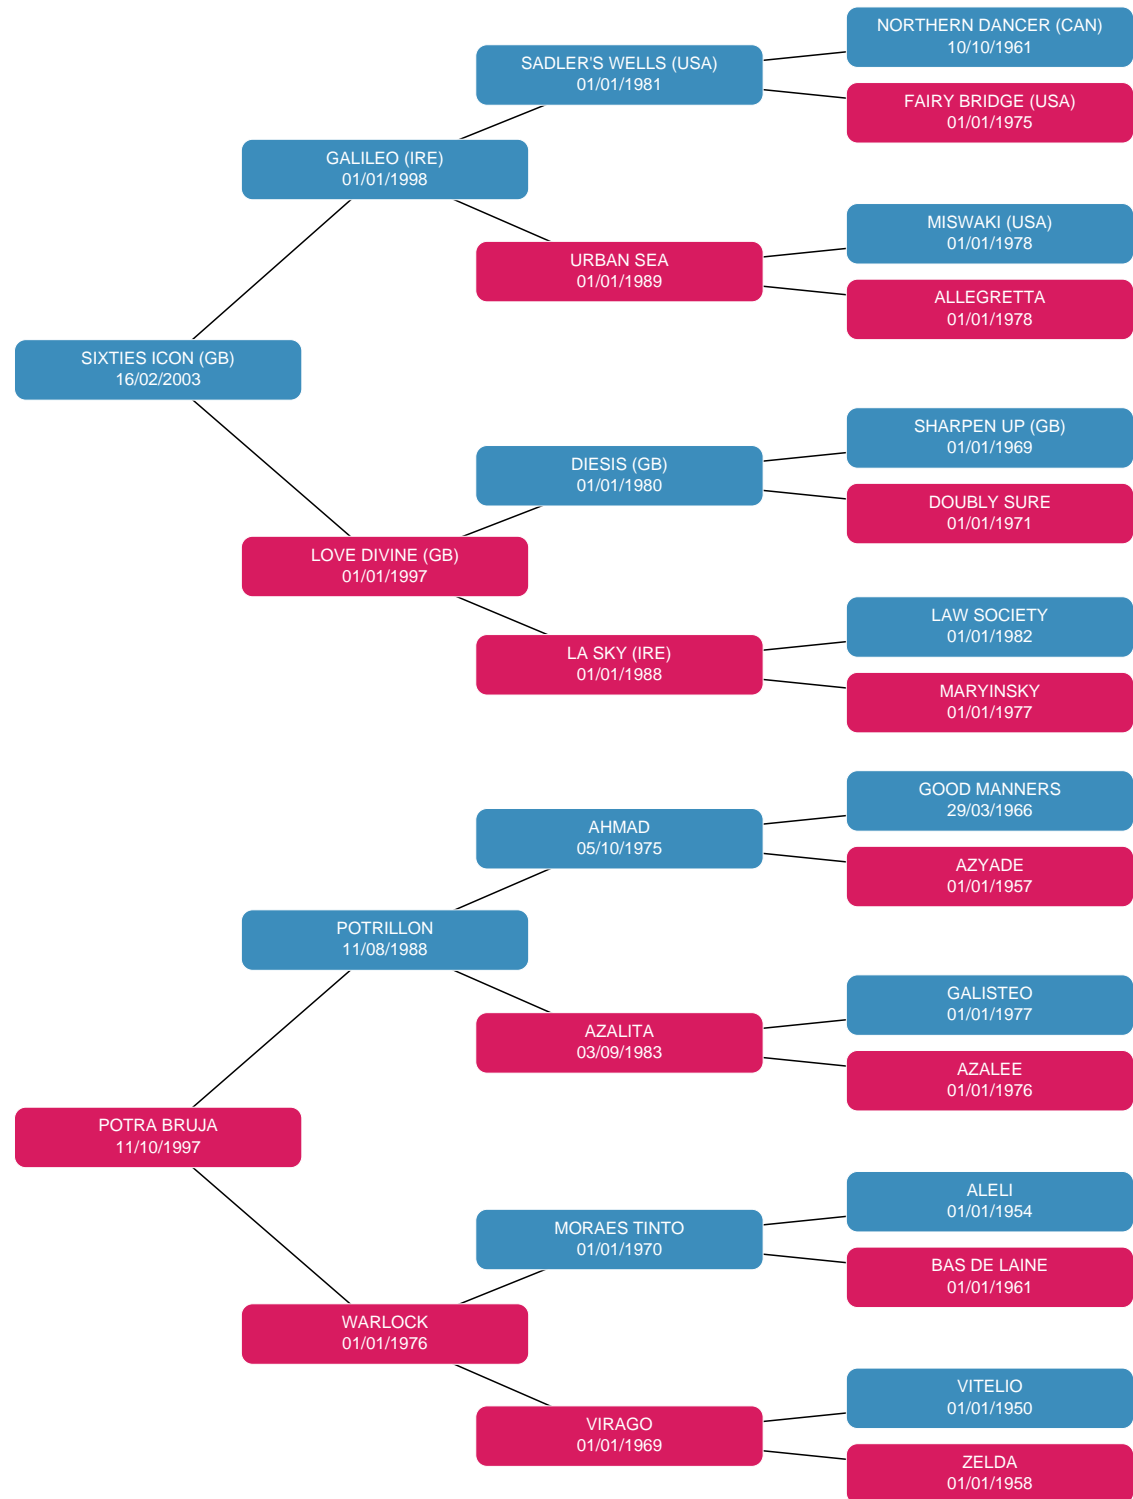 NORTHERN DANCER (CAN)
10/10/1961
SADLER'S WELLS (USA)
01/01/1981
FAIRY BRIDGE (USA)
01/01/1975
GALILEO (IRE)
01/01/1998
MISWAKI (USA)
01/01/1978
URBAN SEA
01/01/1989
ALLEGRETTA
01/01/1978
SIXTIES ICON (GB)
16/02/2003
SHARPEN UP (GB)
01/01/1969
DIESIS (GB)
01/01/1980
DOUBLY SURE
01/01/1971
LOVE DIVINE (GB)
01/01/1997
LAW SOCIETY
01/01/1982
LA SKY (IRE)
01/01/1988
MARYINSKY
01/01/1977
GOOD MANNERS
29/03/1966
AHMAD
05/10/1975
AZYADE
01/01/1957
POTRILLON
11/08/1988
GALISTEO
01/01/1977
AZALITA
03/09/1983
AZALEE
01/01/1976
POTRA BRUJA
11/10/1997
ALELI
01/01/1954
MORAES TINTO
01/01/1970
BAS DE LAINE
01/01/1961
WARLOCK
01/01/1976
VITELIO
01/01/1950
VIRAGO
01/01/1969
ZELDA
01/01/1958